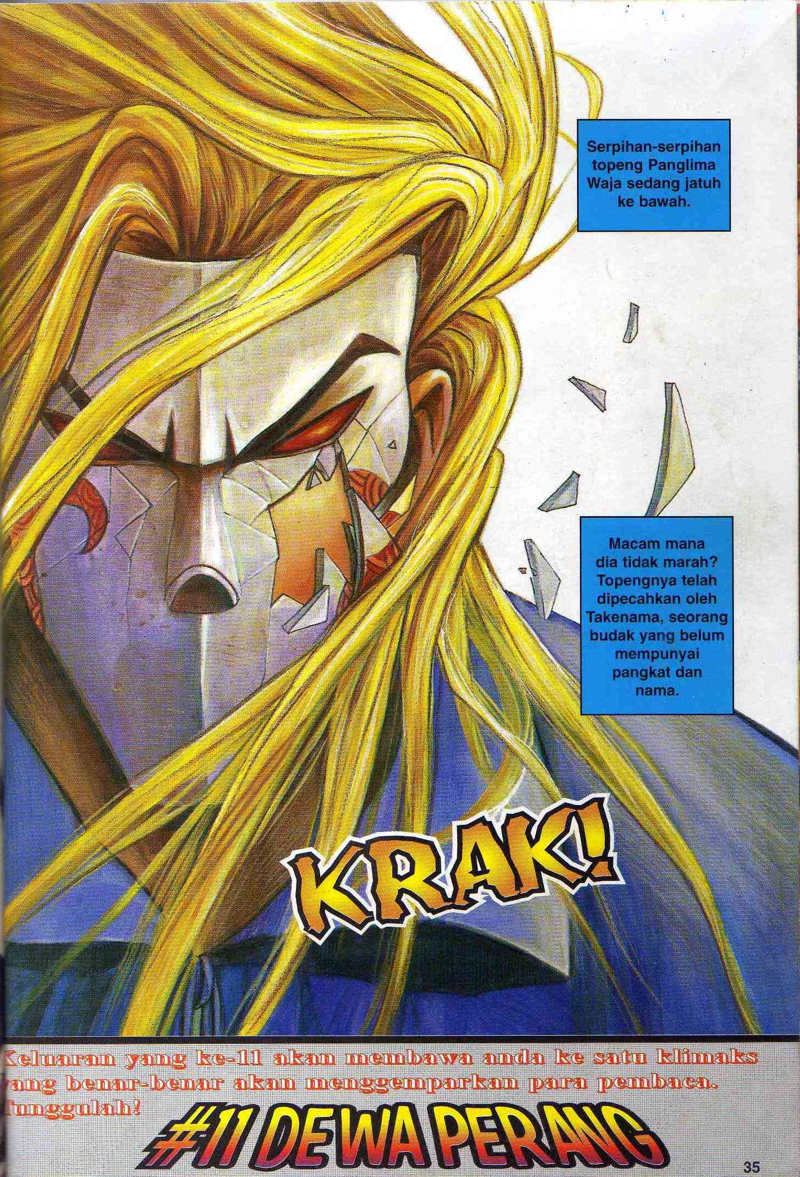 Serpihan-serpihan
topeng Panglima
Waja sedang jatuh
ke bawah.
Macam mana
dia tidak marah?
Topengnya telah
dipecahkan oleh
Takenama, seorang
budak yang belum
mempunyai
pangkat dan
nama.
KRAK!
Keluaran yang ke-11 akan membawa anda ke satu klimaks
yang benar-benar akan menggemparkan para pembaca.
Tunggulah!
#11 DEWA PERANG
35